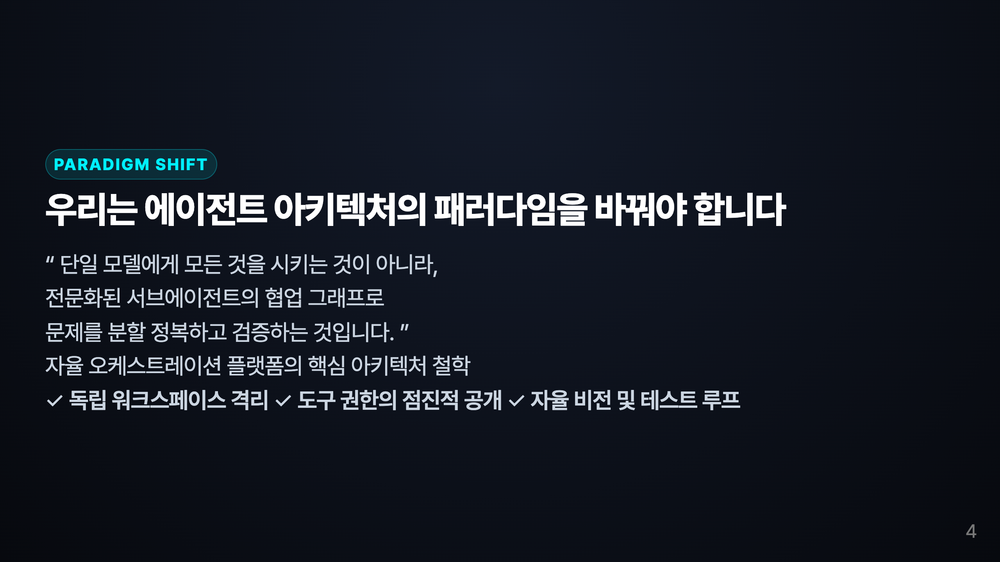 PARADIGM SHIFT
우리는 에이전트 아키텍처의 패러다임을 바꿔야 합니다
“ 단일 모델에게 모든 것을 시키는 것이 아니라,
전문화된 서브에이전트의 협업 그래프로
문제를 분할 정복하고 검증하는 것입니다. ”
자율 오케스트레이션 플랫폼의 핵심 아키텍처 철학
✓ 독립 워크스페이스 격리 ✓ 도구 권한의 점진적 공개 ✓ 자율 비전 및 테스트 루프
4